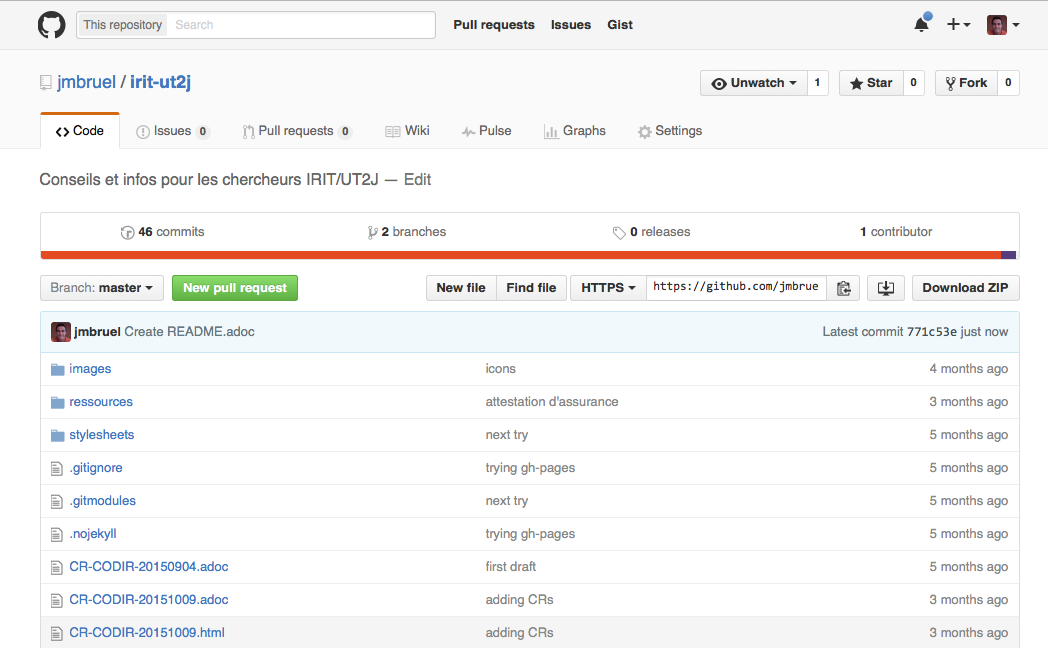 This repository Search Pull requests Issues Gist
jmbruel / irit-ut2j Unwatch 1 Star 0 Fork 0
Code Issues 0 Pull requests 0 Wiki Pulse Graphs Settings
Conseils et infos pour les chercheurs IRIT/UT2J — Edit
46 commits 2 branches 0 releases 1 contributor
Branch: master New pull request New file Find file HTTPS https://github.com/jmbrue Download ZIP
jmbruel Create README.adoc Latest commit 771c53e just now
images icons 4 months ago
ressources attestation d'assurance 3 months ago
stylesheets next try 5 months ago
.gitignore trying gh-pages 5 months ago
.gitmodules next try 5 months ago
.nojekyll trying gh-pages 5 months ago
CR-CODIR-20150904.adoc first draft 5 months ago
CR-CODIR-20151009.adoc adding CRs 3 months ago
CR-CODIR-20151009.html adding CRs 3 months ago